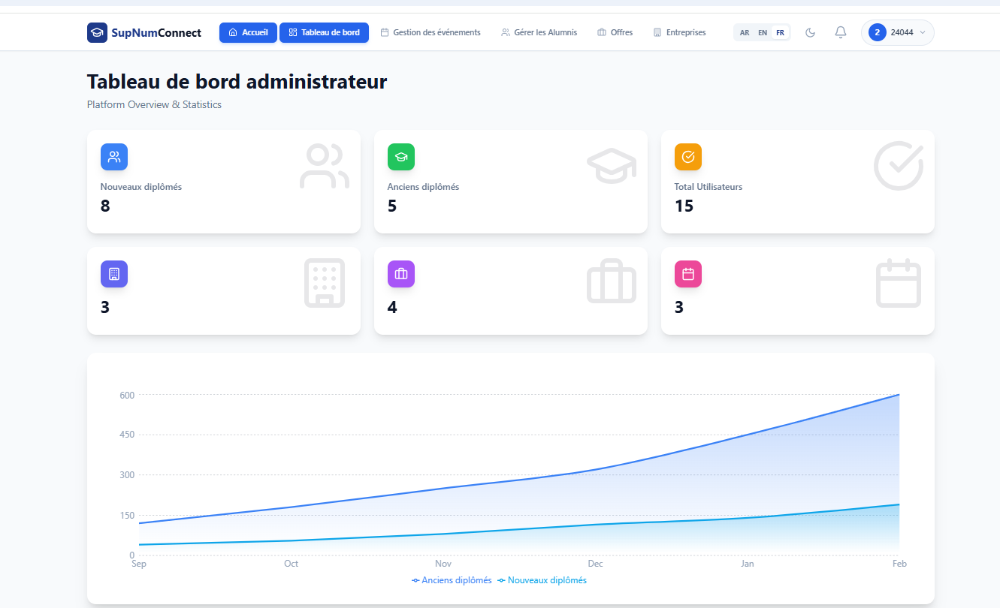 SupNumConnect Accueil Tableau de bord Gestion des événements Gérer les Alumnis Offres Entreprises AR EN FR 2 24044
Tableau de bord administrateur
Platform Overview & Statistics
Nouveaux diplômés
8
Anciens diplômés
5
Total Utilisateurs
15
3
4
3
600
450
300
150
0
Sep Oct Nov Dec Jan Feb
Anciens diplômés Nouveaux diplômés